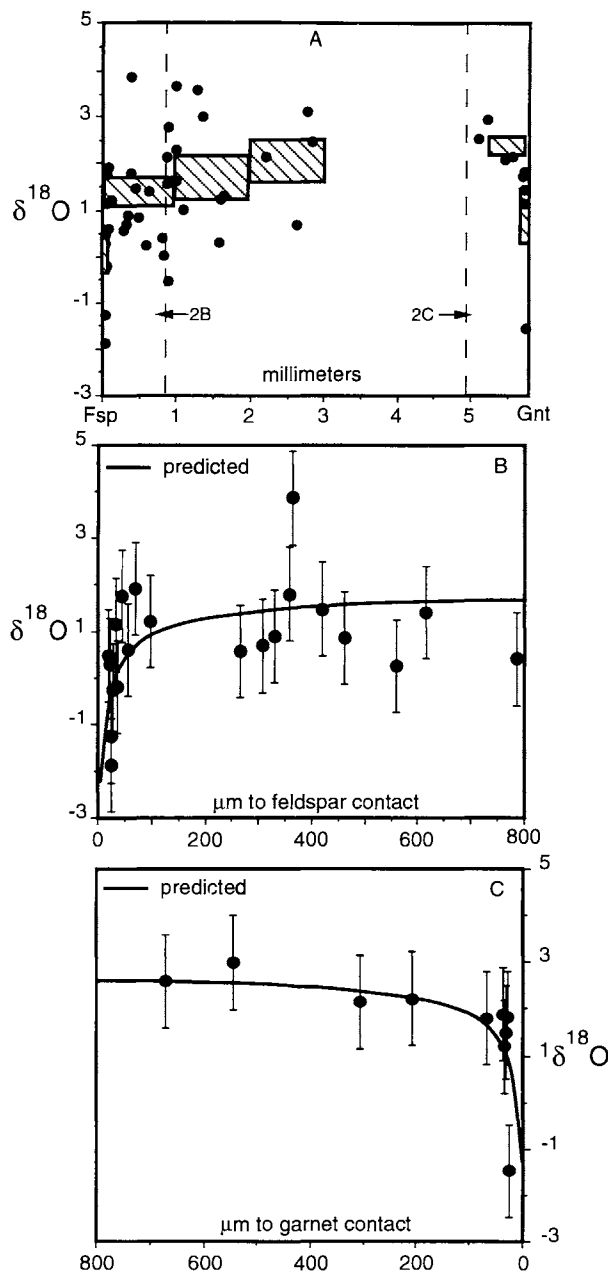 5
A
3
δ18O
1
-1
2B
2C
millimeters
-3
Fsp 1 2 3 4 5 Gnt
5
predicted
B
3
δ18O
1
-1
μm to feldspar contact
-3
0 200 400 600 800
predicted
C
5
3
1 δ18O
-1
μm to garnet contact
-3
800 600 400 200 0